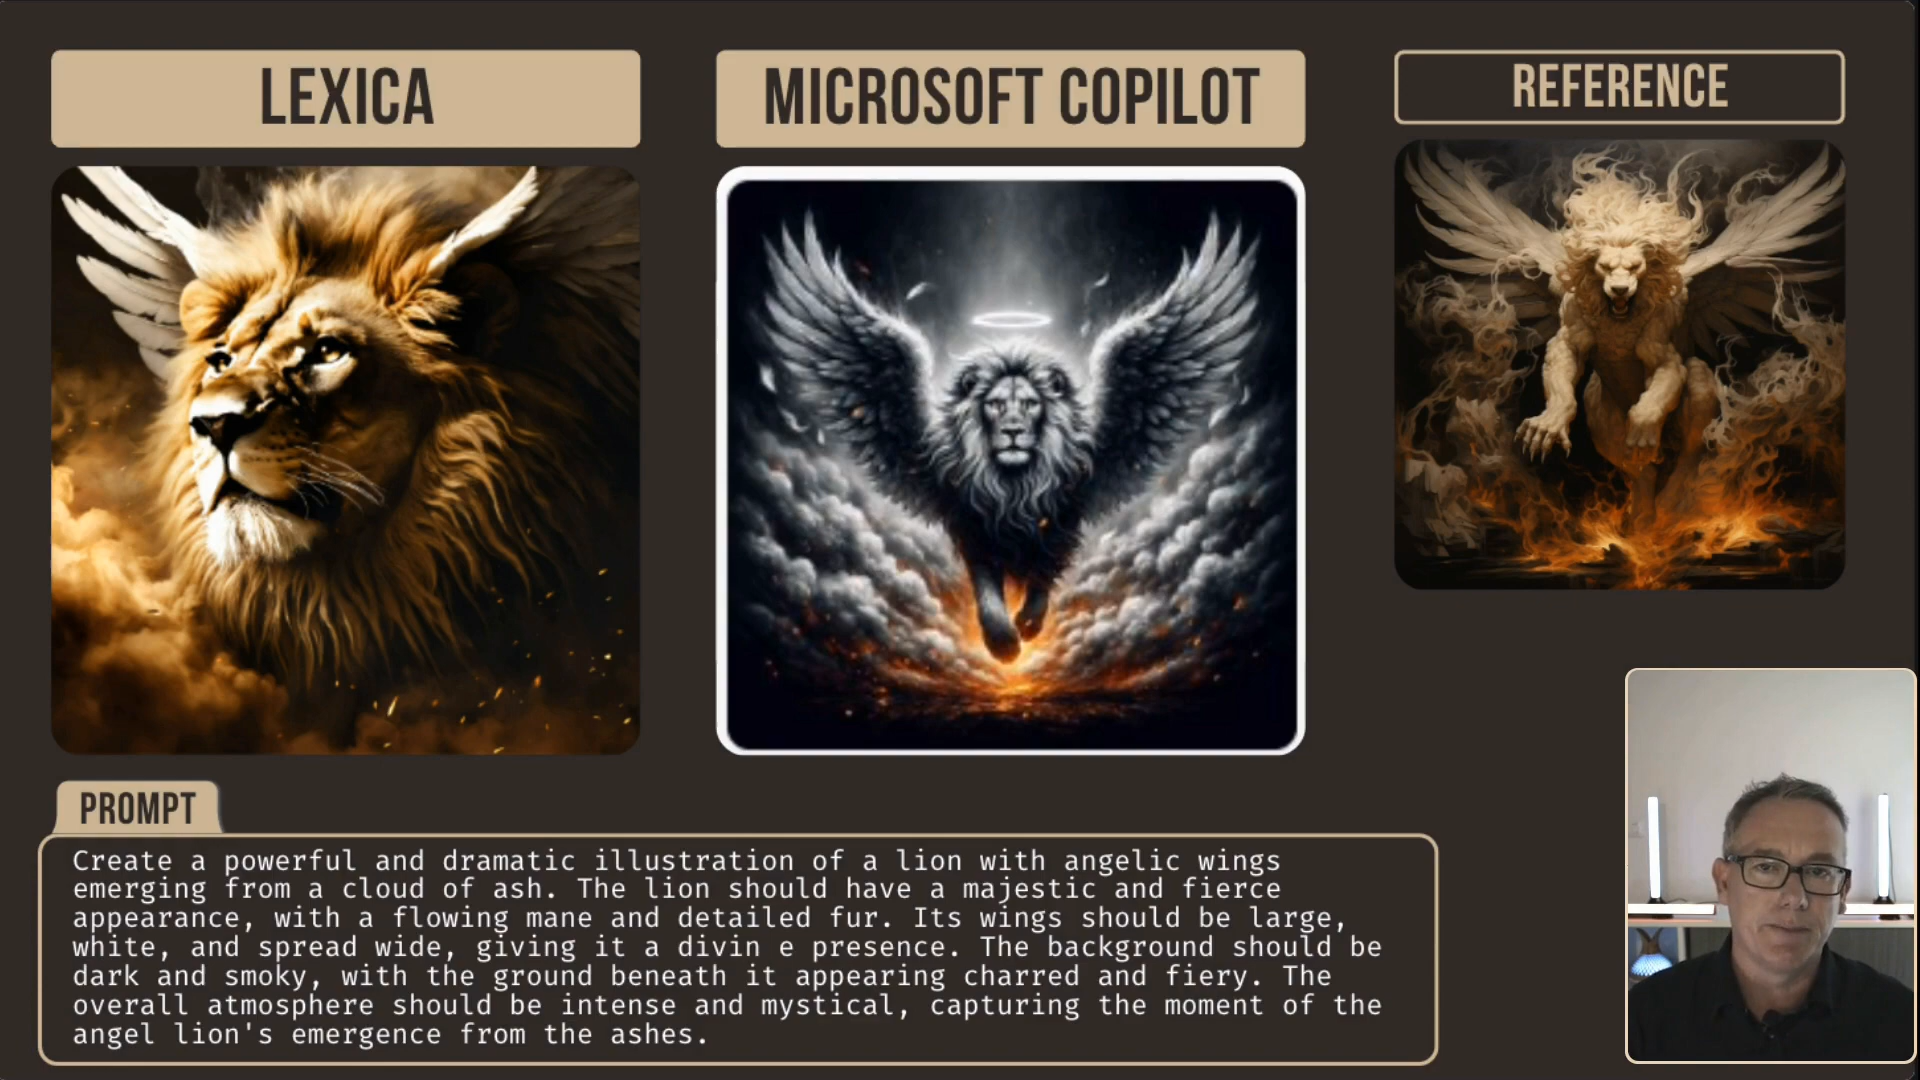 LEXICA
MICROSOFT COPILOT
REFERENCE
PROMPT
Create a powerful and dramatic illustration of a lion with angelic wings
emerging from a cloud of ash. The lion should have a majestic and fierce
appearance, with a flowing mane and detailed fur. Its wings should be large,
white, and spread wide, giving it a divin e presence. The background should be
dark and smoky, with the ground beneath it appearing charred and fiery. The
overall atmosphere should be intense and mystical, capturing the moment of the
angel lion's emergence from the ashes.